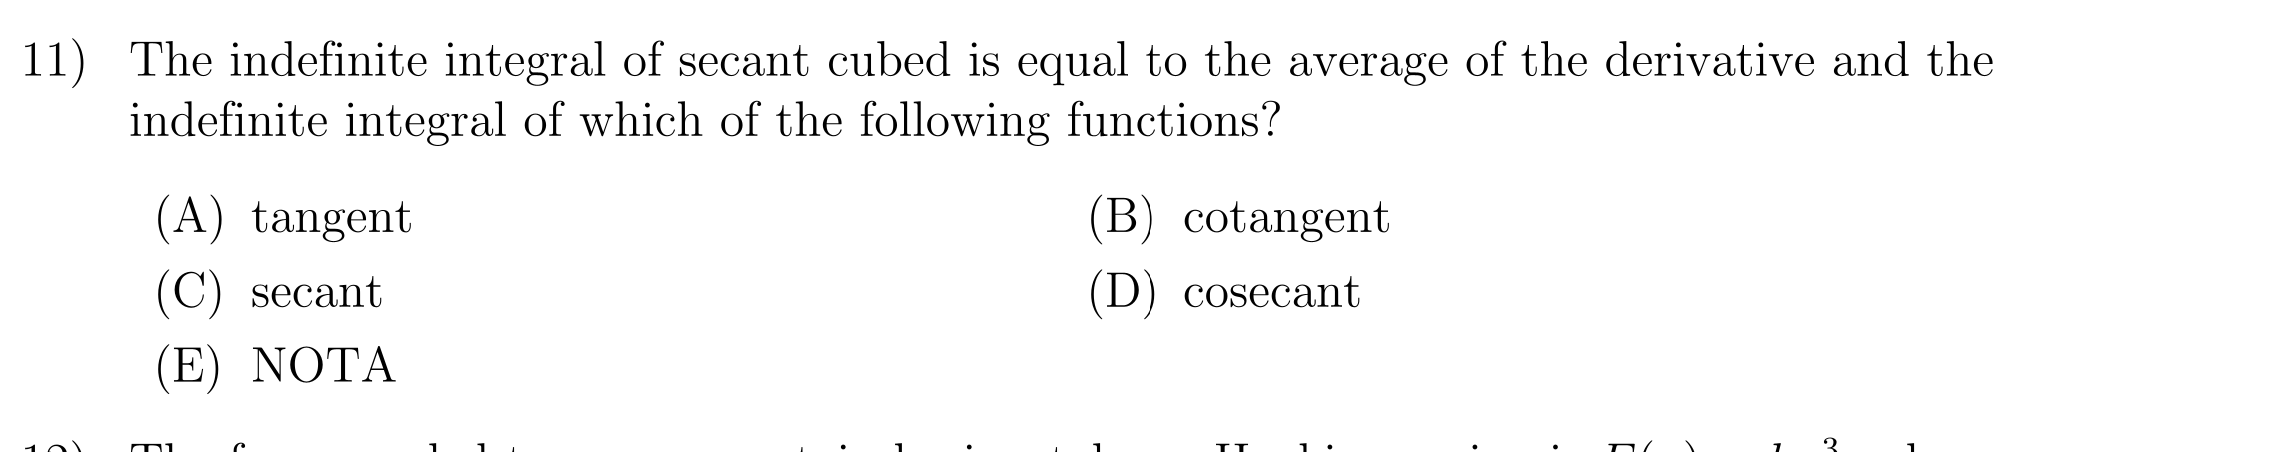 11) The indefinite integral of secant cubed is equal to the average of the derivative and the
indefinite integral of which of the following functions?
(A) tangent (B) cotangent
(C) secant (D) cosecant
(E) NOTA